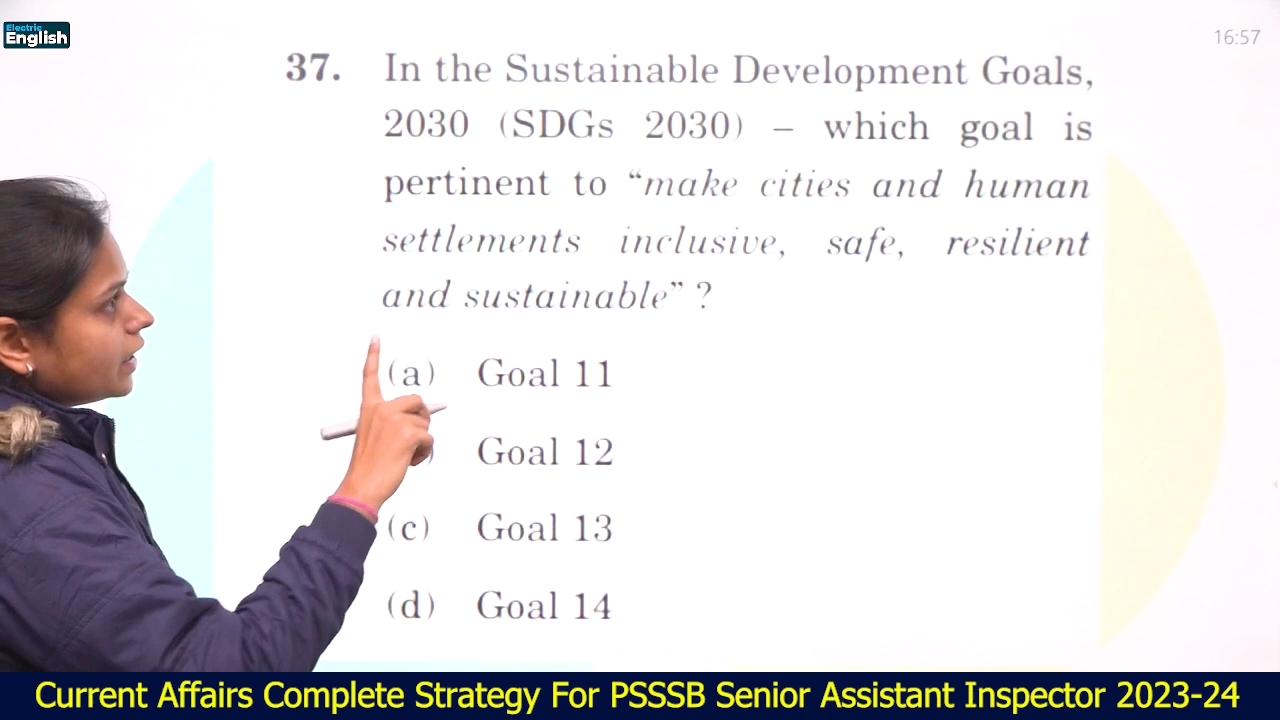 Electric
English
16:57
37. In the Sustainable Development Goals,
2030 (SDGs 2030) – which goal is
pertinent to “make cities and human
settlements inclusive, safe, resilient
and sustainable” ?
(a) Goal 11
) Goal 12
(c) Goal 13
(d) Goal 14
Current Affairs Complete Strategy For PSSSB Senior Assistant Inspector 2023-24